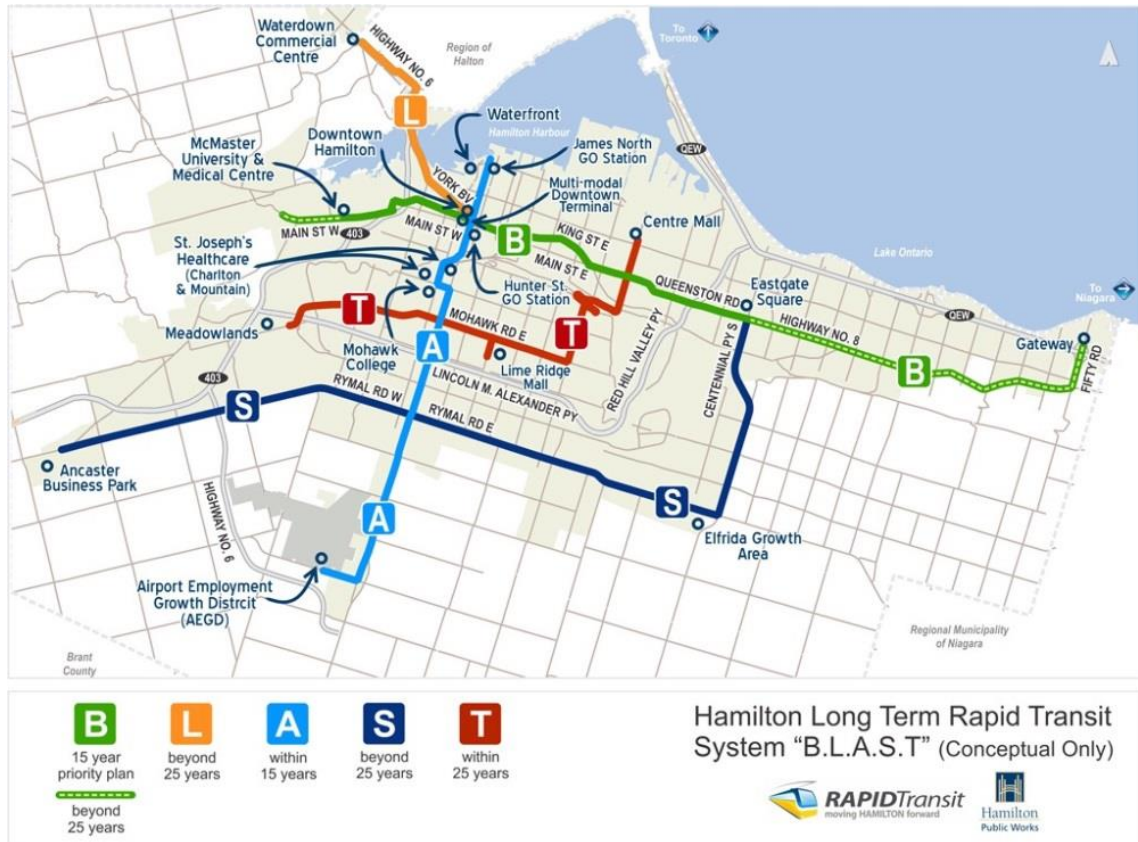 Waterdown
Commercial
Centre
HIGHWAY NO. 6
Region of
Halton
To
Toronto
L
McMaster
University &
Medical Centre
Downtown
Hamilton
Waterfront
Hamilton Harbour
James North
GO Station
QEW
YORK BV
Multi-modal
Downtown
Terminal
Centre Mall
MAIN ST W
403
MAIN ST W
B
KING ST E
MAIN ST E
Lake Ontario
St. Joseph's
Healthcare
(Charlton
& Mountain)
Hunter St.
GO Station
QUEENSTON RD
Eastgate
Square
To
Niagara
T
Meadowlands
MOHAWK RD E
T
HIGHWAY NO. 8
QEW
Gateway
Mohawk
College
A
Lime Ridge
Mall
RED HILL VALLEY PY
CENTENNIAL PY S
B
FIFTY RD
403
LINCOLN M. ALEXANDER PY
S
RYMAL RD W
RYMAL RD E
Ancaster
Business Park
HIGHWAY NO. 6
A
S
Elfrida Growth
Area
Airport Employment
Growth Distrcit
(AEGD)
Brant
County
Regional Municipality
of Niagara
B
15 year
priority plan
beyond
25 years
L
beyond
25 years
A
within
15 years
S
beyond
25 years
T
within
25 years
Hamilton Long Term Rapid Transit
System “B.L.A.S.T” (Conceptual Only)
RAPIDTransit
moving HAMILTON forward
Hamilton
Public Works